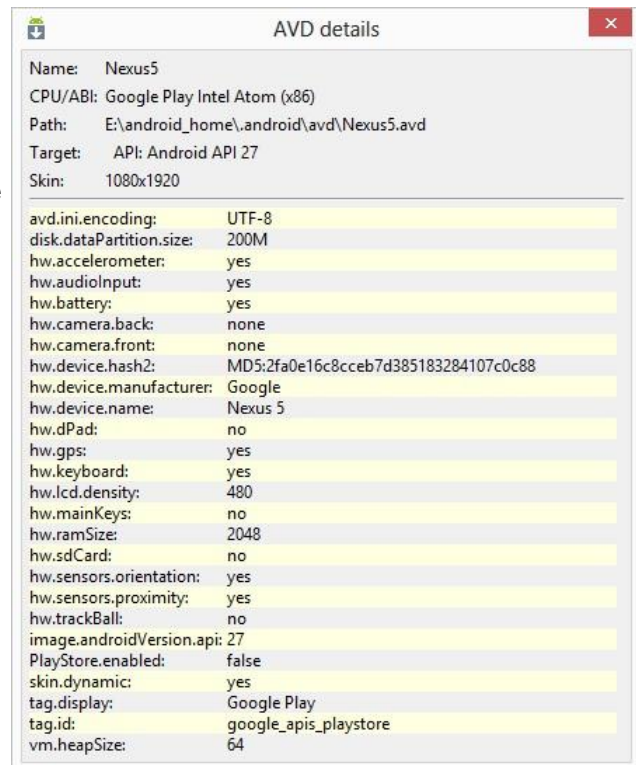 AVD details
Name: Nexus5
CPU/ABI: Google Play Intel Atom (x86)
Path: E:\android_home\.android\avd\Nexus5.avd
Target: API: Android API 27
Skin: 1080x1920
avd.ini.encoding: UTF-8
disk.dataPartition.size: 200M
hw.accelerometer: yes
hw.audioInput: yes
hw.battery: yes
hw.camera.back: none
hw.camera.front: none
hw.device.hash2: MD5:2fa0e16c8cceb7d385183284107c0c88
hw.device.manufacturer: Google
hw.device.name: Nexus 5
hw.dPad: no
hw.gps: yes
hw.keyboard: yes
hw.lcd.density: 480
hw.mainKeys: no
hw.ramSize: 2048
hw.sdCard: no
hw.sensors.orientation: yes
hw.sensors.proximity: yes
hw.trackBall: no
image.androidVersion.api: 27
PlayStore.enabled: false
skin.dynamic: yes
tag.display: Google Play
tag.id: google_apis_playstore
vm.heapSize: 64